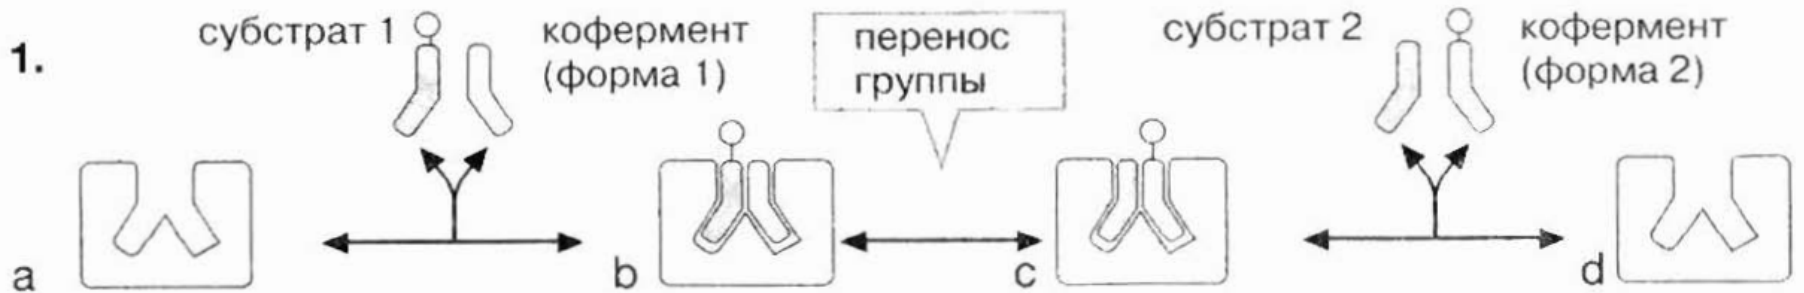 1.
субстрат 1
кофермент
(форма 1)
перенос
группы
субстрат 2
кофермент
(форма 2)
a
b
c
d